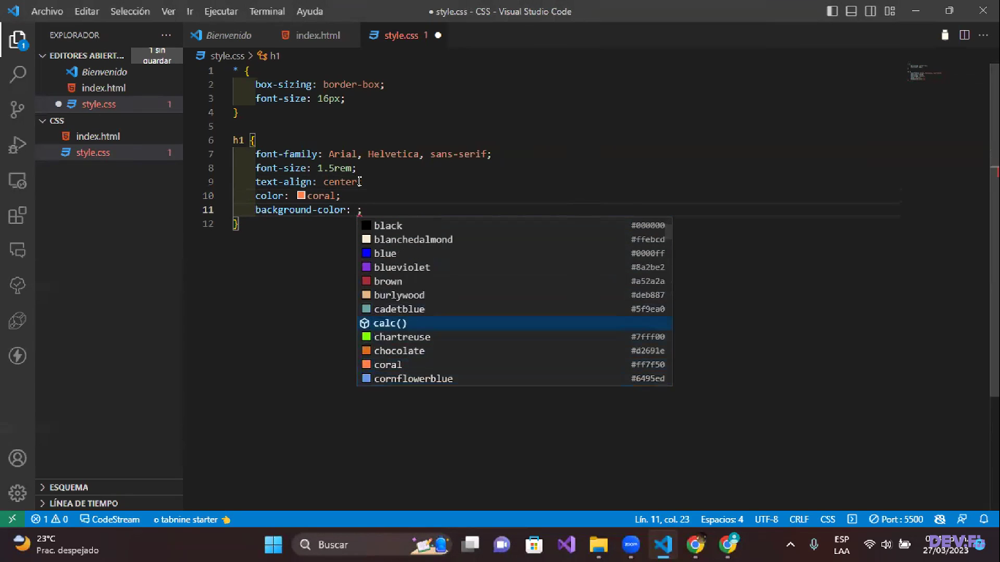 Archivo Editar Selección Ver Ir Ejecutar Terminal Ayuda
● style.css - CSS - Visual Studio Code
EXPLORADOR ···
Bienvenido index.html style.css 1 ●
EDITORES ABIERT... 1 sin guardar
Bienvenido
index.html
● style.css 1
CSS
index.html
style.css 1
ESQUEMA
LÍNEA DE TIEMPO
1
style.css > h1
1 * {
2 box-sizing: border-box;
3 font-size: 16px;
4 }
5
6 h1 {
7 font-family: Arial, Helvetica, sans-serif;
8 font-size: 1.5rem;
9 text-align: center
10 color: coral;
11 background-color: ;
12 }
black #000000
blanchedalmond #ffebcd
blue #0000ff
blueviolet #8a2be2
brown #a52a2a
burlywood #deb887
cadetblue #5f9ea0
calc()
chartreuse #7fff00
chocolate #d2691e
coral #ff7f50
cornflowerblue #6495ed
1 0 CodeStream tabnine starter Lín. 11, col. 23 Espacios: 4 UTF-8 CRLF CSS Port : 5500
23°C
Prac. despejado
Buscar
zoom
ESP
LAA
27/03/2023
DEV.F